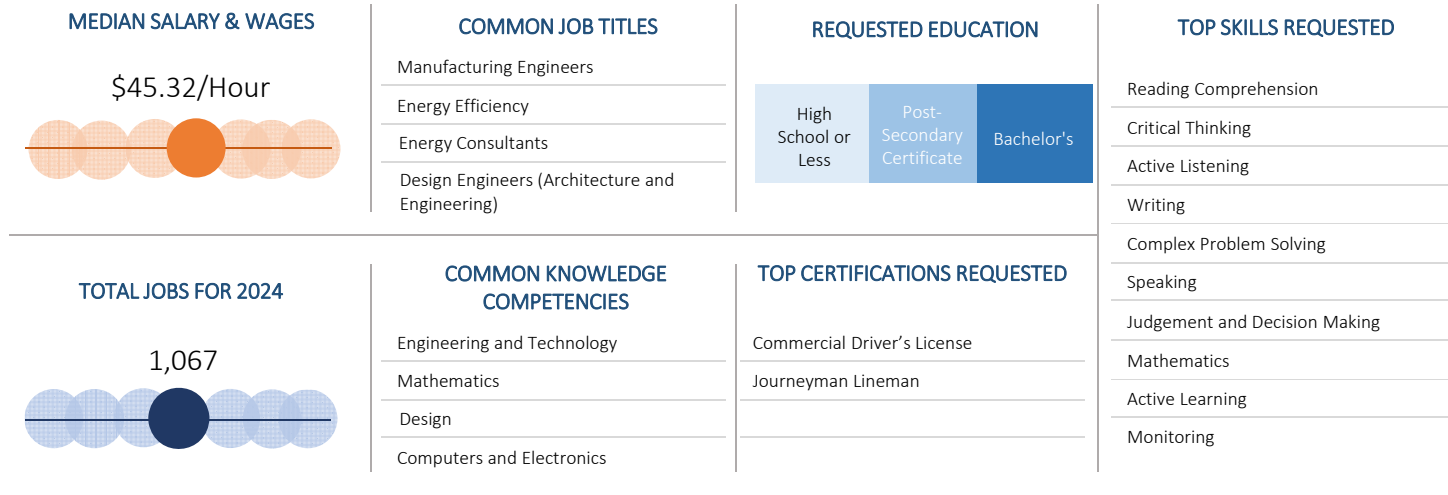 MEDIAN SALARY & WAGES
$45.32/Hour
COMMON JOB TITLES
Manufacturing Engineers
Energy Efficiency
Energy Consultants
Design Engineers (Architecture and
Engineering)
REQUESTED EDUCATION
High
School or
Less
Post-
Secondary
Certificate
Bachelor's
TOP SKILLS REQUESTED
Reading Comprehension
Critical Thinking
Active Listening
Writing
Complex Problem Solving
Speaking
Judgement and Decision Making
Mathematics
Active Learning
Monitoring
TOTAL JOBS FOR 2024
1,067
COMMON KNOWLEDGE
COMPETENCIES
Engineering and Technology
Mathematics
Design
Computers and Electronics
TOP CERTIFICATIONS REQUESTED
Commercial Driver’s License
Journeyman Lineman